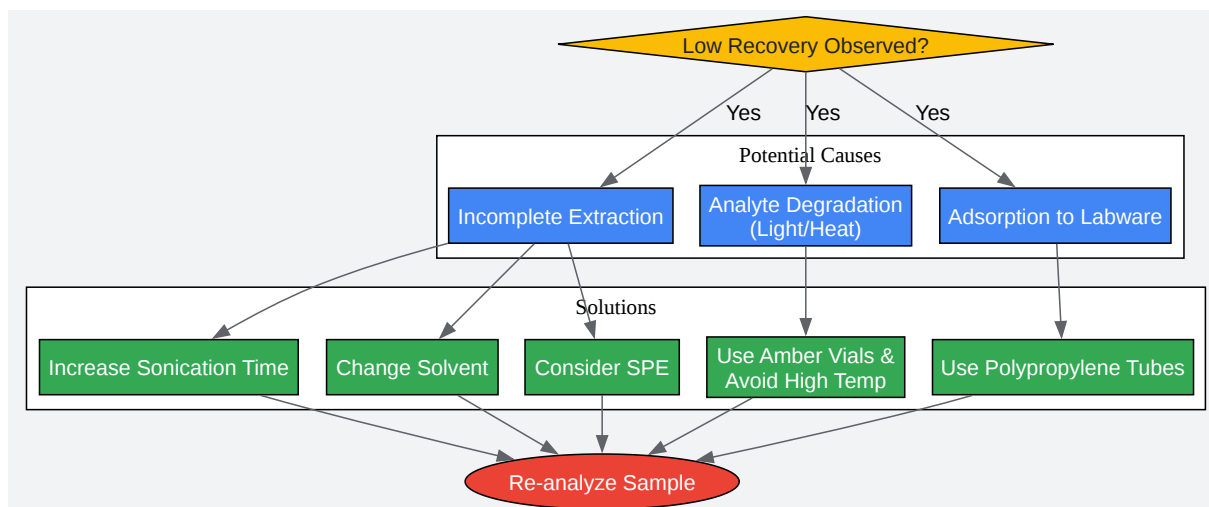 Low Recovery Observed?
Yes
Yes
Yes
Potential Causes
Incomplete Extraction
Analyte Degradation
(Light/Heat)
Adsorption to Labware
Solutions
Increase Sonication Time
Change Solvent
Consider SPE
Use Amber Vials &
Avoid High Temp
Use Polypropylene Tubes
Re-analyze Sample